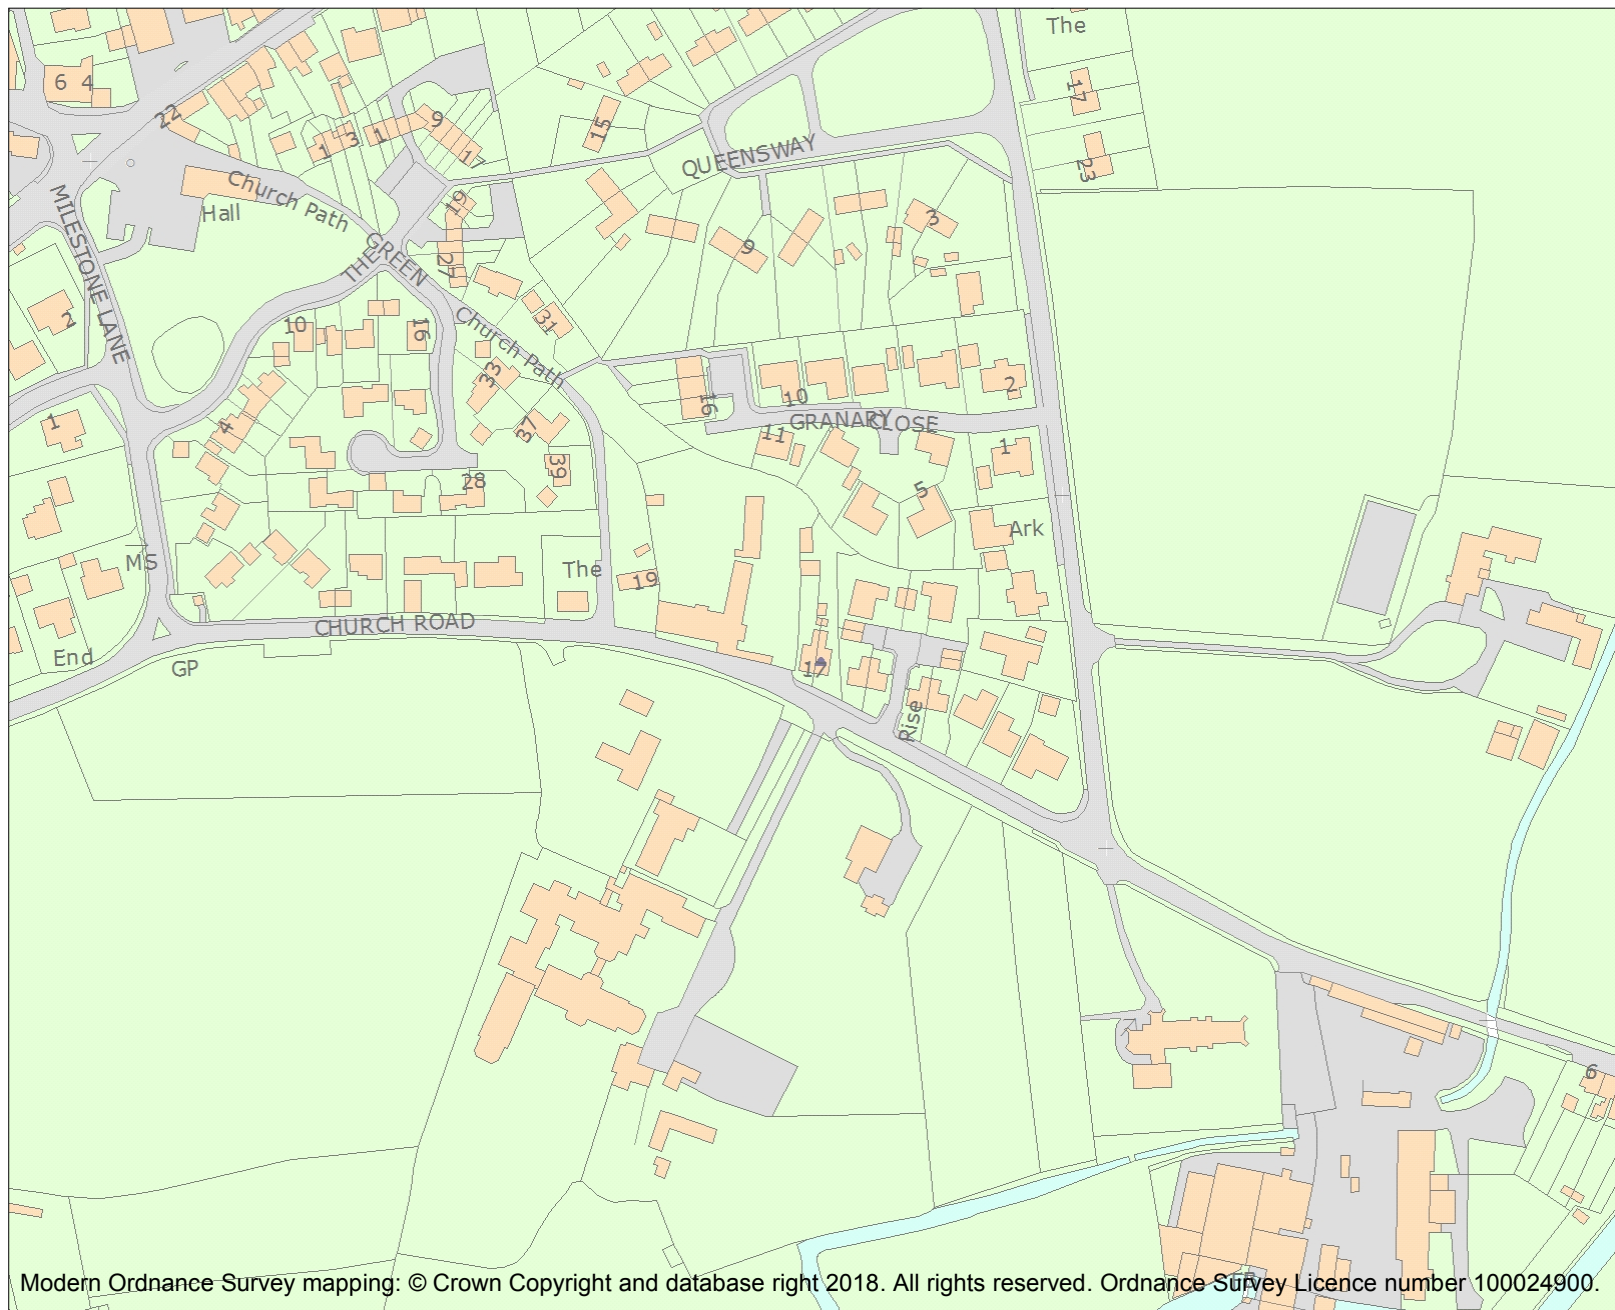 The
6 4
17
22
9
15
3
1
1
17
QUEENSWAY
23
Church Path
19
Hall
3
MILESTONE LANE
THE GREEN
9
27
2
10
16
31
Church Path
33
2
10
16
1
4
37
GRANARY CLOSE
11
1
39
28
5
Ark
MS
The
19
CHURCH ROAD
End
GP
17
Rise
6
Modern Ordnance Survey mapping: © Crown Copyright and database right 2018. All rights reserved. Ordnance Survey Licence number 100024900.